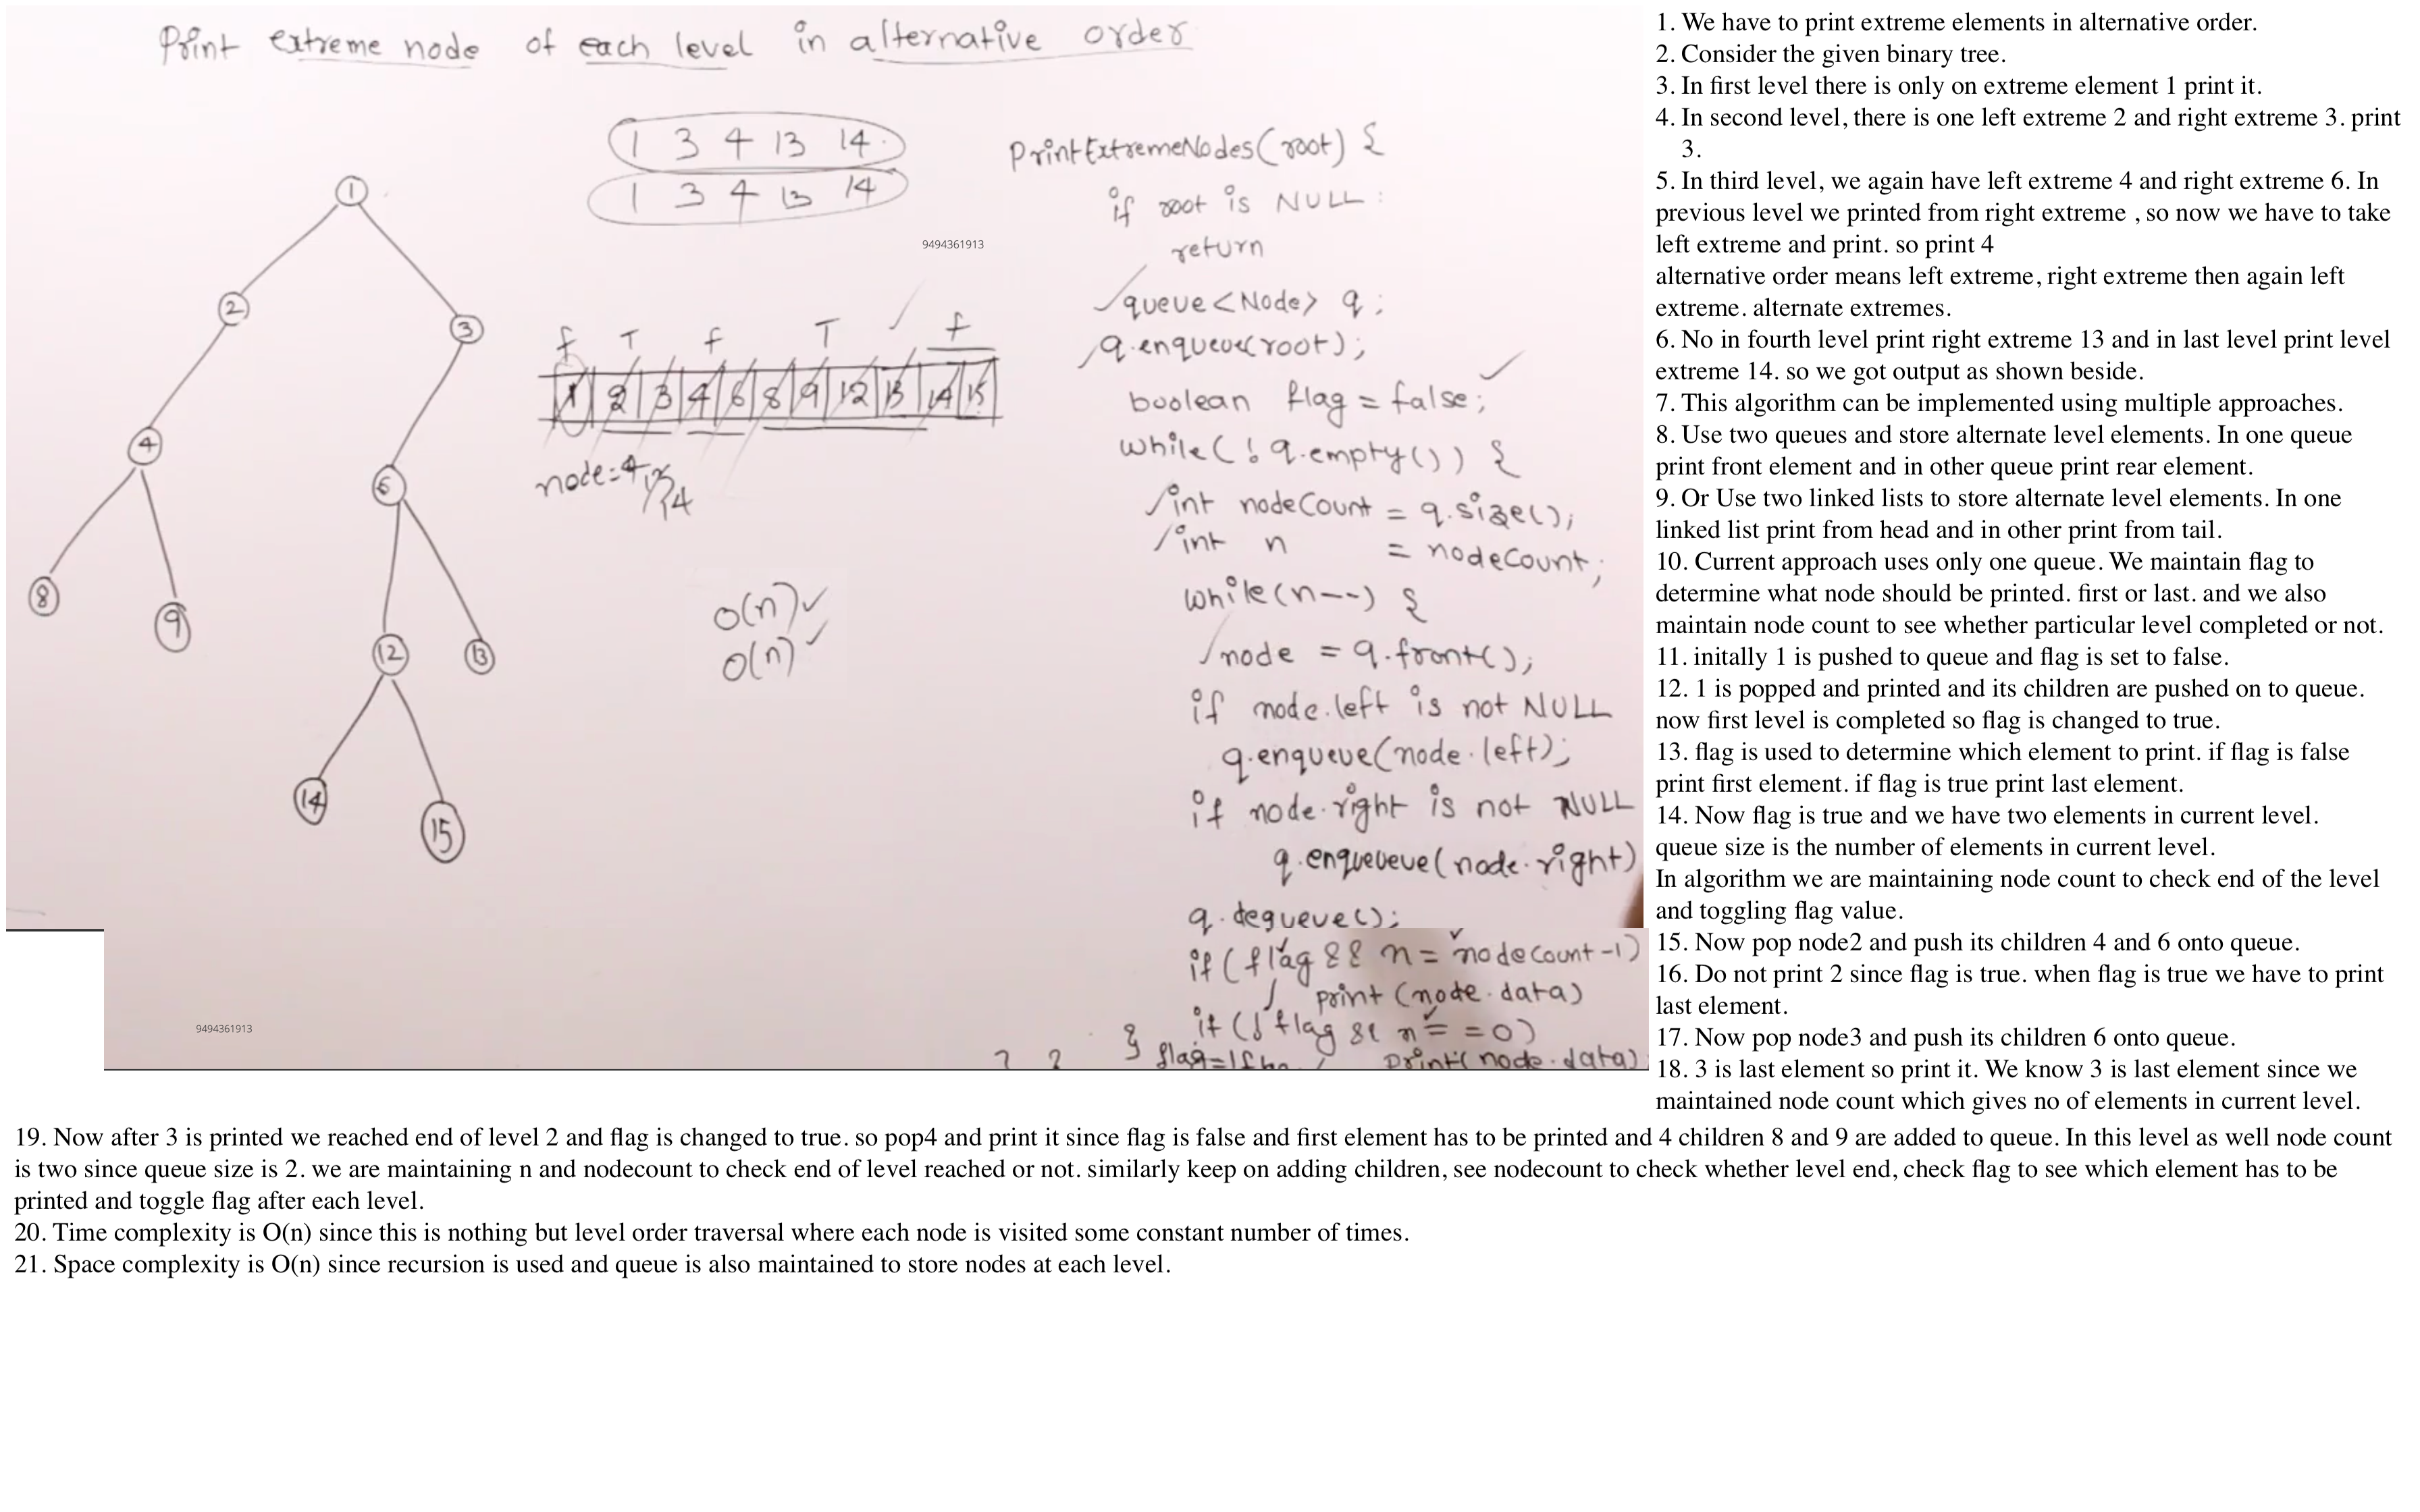 Print extreme node of each level in alternative order
1 3 4 13 14
1 3 4 13 14
9494361913
1
2
3
4
6
8
9
12
13
14
15
f T f T f
1 2 3 4 6 8 9 12 13 14 15
node=4
14
O(n)
O(n)
PrintExtremeNodes(root) {
if root is NULL:
return
queue<Node> q;
q.enqueue(root);
boolean flag = false;
while(!q.empty()) {
int nodeCount = q.size();
int n = nodeCount;
while(n--) {
node = q.front();
if node.left is not NULL
q.enqueue(node.left);
if node.right is not NULL
q.enqueueue(node.right)
q.dequeue();
if(flag && n = nodeCount-1)
print(node.data)
if(!flag && n == 0)
print(node.data)
}
9494361913
1. We have to print extreme elements in alternative order.
2. Consider the given binary tree.
3. In first level there is only on extreme element 1 print it.
4. In second level, there is one left extreme 2 and right extreme 3. print
3.
5. In third level, we again have left extreme 4 and right extreme 6. In
previous level we printed from right extreme , so now we have to take
left extreme and print. so print 4
alternative order means left extreme, right extreme then again left
extreme. alternate extremes.
6. No in fourth level print right extreme 13 and in last level print level
extreme 14. so we got output as shown beside.
7. This algorithm can be implemented using multiple approaches.
8. Use two queues and store alternate level elements. In one queue
print front element and in other queue print rear element.
9. Or Use two linked lists to store alternate level elements. In one
linked list print from head and in other print from tail.
10. Current approach uses only one queue. We maintain flag to
determine what node should be printed. first or last. and we also
maintain node count to see whether particular level completed or not.
11. initally 1 is pushed to queue and flag is set to false.
12. 1 is popped and printed and its children are pushed on to queue.
now first level is completed so flag is changed to true.
13. flag is used to determine which element to print. if flag is false
print first element. if flag is true print last element.
14. Now flag is true and we have two elements in current level.
queue size is the number of elements in current level.
In algorithm we are maintaining node count to check end of the level
and toggling flag value.
15. Now pop node2 and push its children 4 and 6 onto queue.
16. Do not print 2 since flag is true. when flag is true we have to print
last element.
17. Now pop node3 and push its children 6 onto queue.
18. 3 is last element so print it. We know 3 is last element since we
maintained node count which gives no of elements in current level.
19. Now after 3 is printed we reached end of level 2 and flag is changed to true. so pop4 and print it since flag is false and first element has to be printed and 4 children 8 and 9 are added to queue. In this level as well node count
is two since queue size is 2. we are maintaining n and nodecount to check end of level reached or not. similarly keep on adding children, see nodecount to check whether level end, check flag to see which element has to be
printed and toggle flag after each level.
20. Time complexity is O(n) since this is nothing but level order traversal where each node is visited some constant number of times.
21. Space complexity is O(n) since recursion is used and queue is also maintained to store nodes at each level.